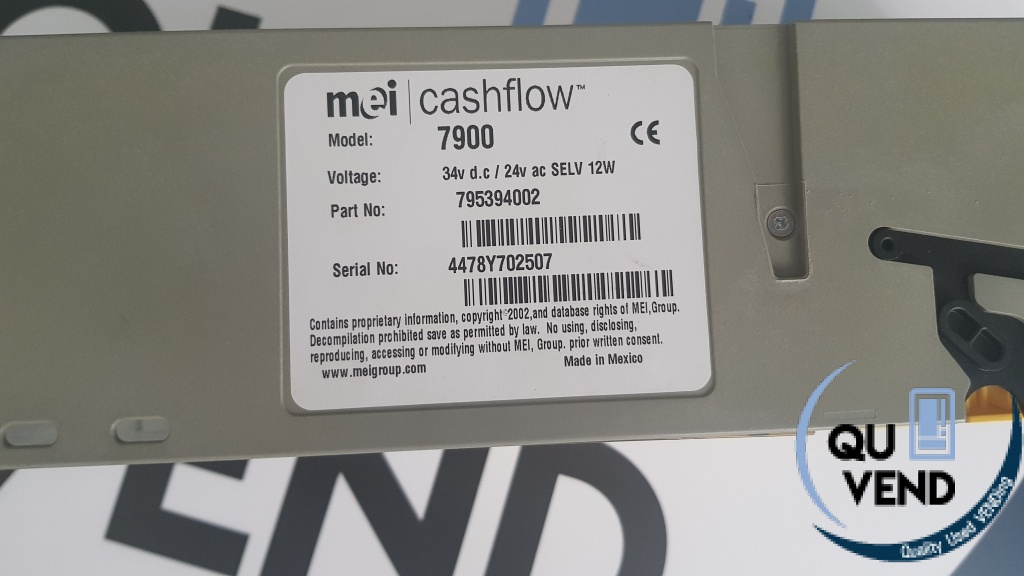 mei | cashflow™
Model: 7900 CE
Voltage: 34v d.c / 24v ac SELV 12W
Part No: 795394002
Serial No: 4478Y702507
Contains proprietary information, copyright©2002,and database rights of MEI,Group.
Decompilation prohibited save as permitted by law. No using, disclosing,
reproducing, accessing or modifying without MEI, Group. prior written consent.
www.meigroup.com Made in Mexico
QU
VEND
Quality Used VENDing
VEND